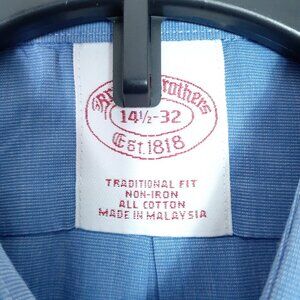 Brothers
14½-32
Est. 1818
TRADITIONAL FIT
NON-IRON
ALL COTTON
MADE IN MALAYSIA